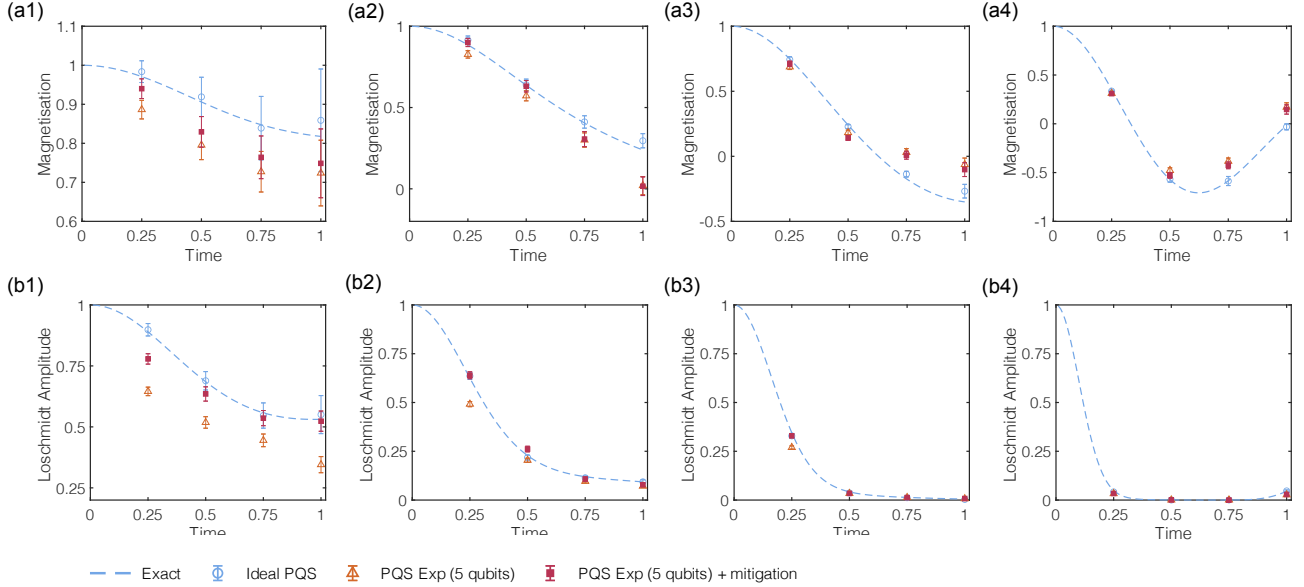 (a1)
1.1
1
0.9
0.8
0.7
0.6
Magnetisation
0
0.25
0.5
0.75
1
Time
(a2)
1
0.5
0
Magnetisation
0
0.25
0.5
0.75
1
Time
(a3)
1
0.5
0
-0.5
Magnetisation
0
0.25
0.5
0.75
1
Time
(a4)
1
0.5
0
-0.5
-1
Magnetisation
0
0.25
0.5
0.75
1
Time
(b1)
1
0.75
0.5
0.25
Loschmidt Amplitude
0
0.25
0.5
0.75
1
Time
(b2)
1
0.75
0.5
0.25
0
Loschmidt Amplitude
0
0.25
0.5
0.75
1
Time
(b3)
1
0.75
0.5
0.25
0
Loschmidt Amplitude
0
0.25
0.5
0.75
1
Time
(b4)
1
0.75
0.5
0.25
0
Loschmidt Amplitude
0
0.25
0.5
0.75
1
Time
Exact
Ideal PQS
PQS Exp (5 qubits)
PQS Exp (5 qubits) + mitigation